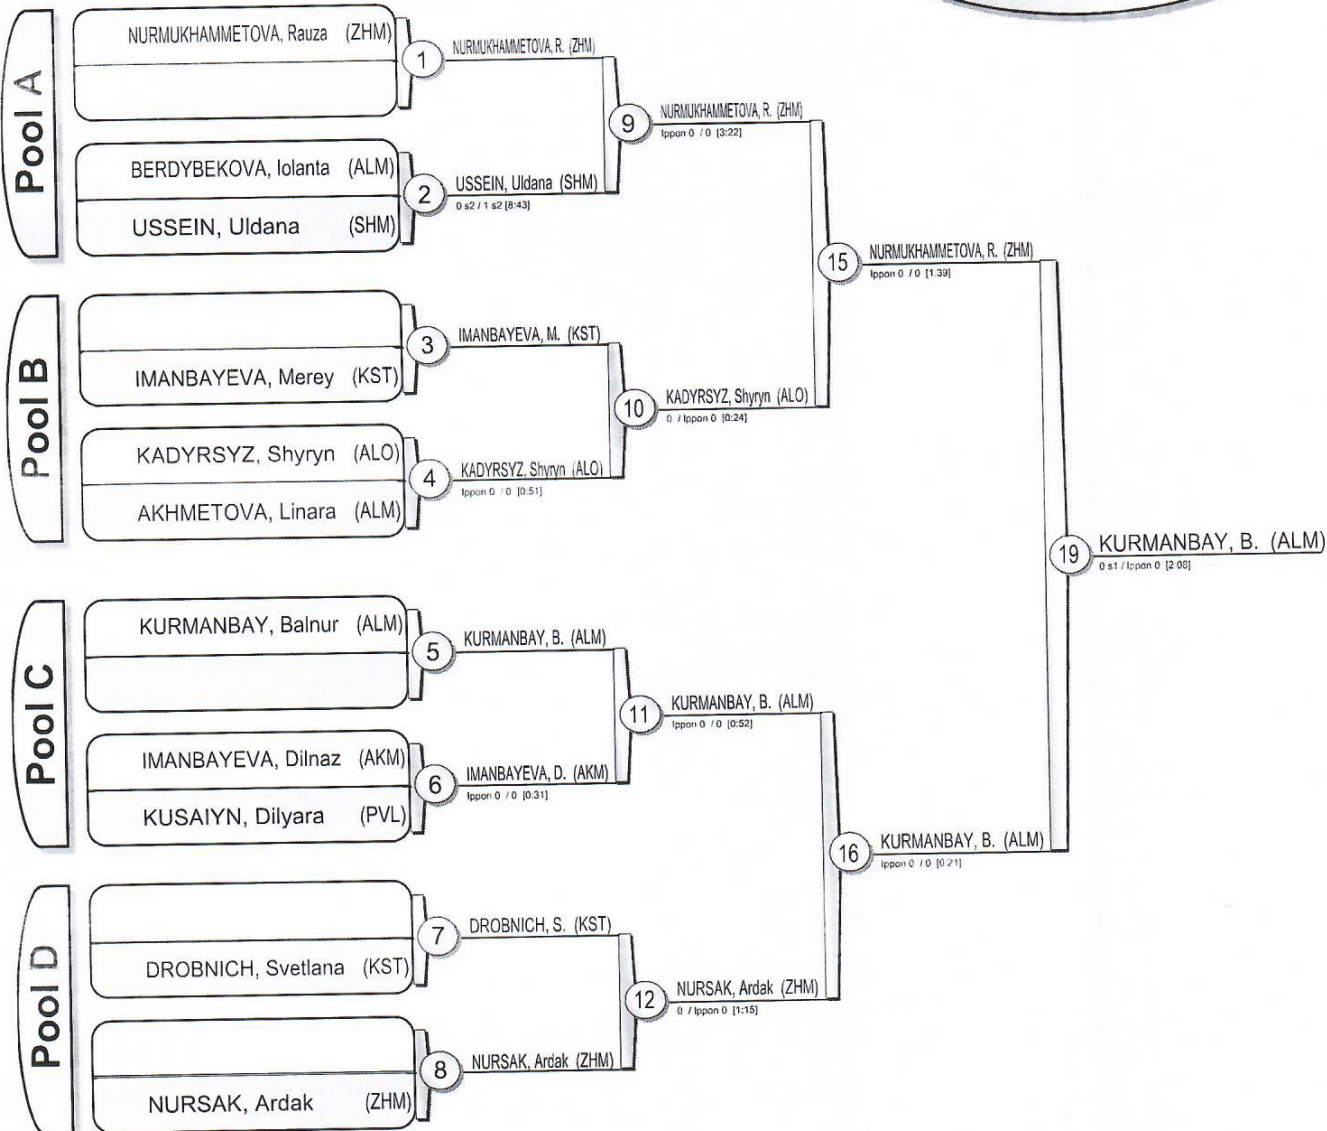 Pool A
NURMUKHAMMETOVA, Rauza (ZHM)
1
NURMUKHAMMETOVA, R. (ZHM)
BERDYBEKOVA, Iolanta (ALM)
USSEIN, Uldana (SHM)
2
USSEIN, Uldana (SHM)
0 s2 / 1 s2 [8:43]
9
NURMUKHAMMETOVA, R. (ZHM)
Ippon 0 / 0 [3:22]
Pool B
IMANBAYEVA, Merey (KST)
3
IMANBAYEVA, M. (KST)
KADYRSYZ, Shyryn (ALO)
AKHMETOVA, Linara (ALM)
4
KADYRSYZ, Shyryn (ALO)
Ippon 0 / 0 [0:51]
10
KADYRSYZ, Shyryn (ALO)
0 / Ippon 0 [0:24]
15
NURMUKHAMMETOVA, R. (ZHM)
Ippon 0 / 0 [1:39]
Pool C
KURMANBAY, Balnur (ALM)
5
KURMANBAY, B. (ALM)
IMANBAYEVA, Dilnaz (AKM)
KUSAIYN, Dilyara (PVL)
6
IMANBAYEVA, D. (AKM)
Ippon 0 / 0 [0:31]
11
KURMANBAY, B. (ALM)
Ippon 0 / 0 [0:52]
Pool D
DROBNICH, Svetlana (KST)
7
DROBNICH, S. (KST)
NURSAK, Ardak (ZHM)
8
NURSAK, Ardak (ZHM)
12
NURSAK, Ardak (ZHM)
0 / Ippon 0 [1:15]
16
KURMANBAY, B. (ALM)
Ippon 0 / 0 [0:21]
19
KURMANBAY, B. (ALM)
0 s1 / Ippon 0 [2:08]